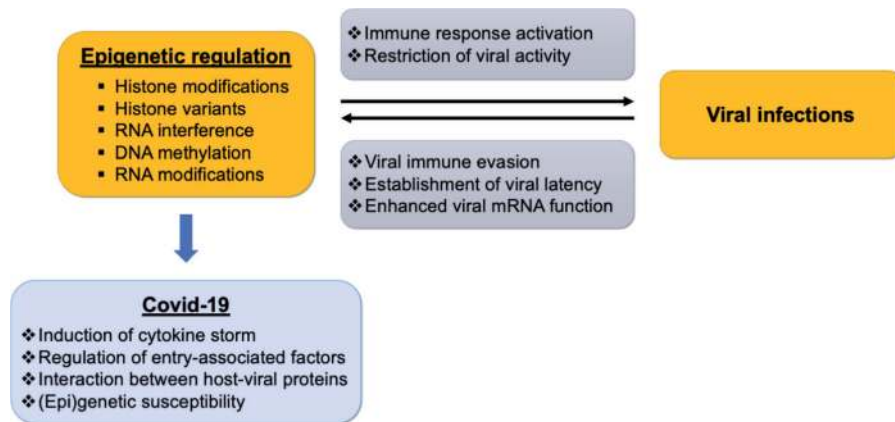 Epigenetic regulation
▪ Histone modifications
▪ Histone variants
▪ RNA interference
▪ DNA methylation
▪ RNA modifications
❖ Immune response activation
❖ Restriction of viral activity
Viral infections
❖ Viral immune evasion
❖ Establishment of viral latency
❖ Enhanced viral mRNA function
Covid-19
❖ Induction of cytokine storm
❖ Regulation of entry-associated factors
❖ Interaction between host-viral proteins
❖ (Epi)genetic susceptibility